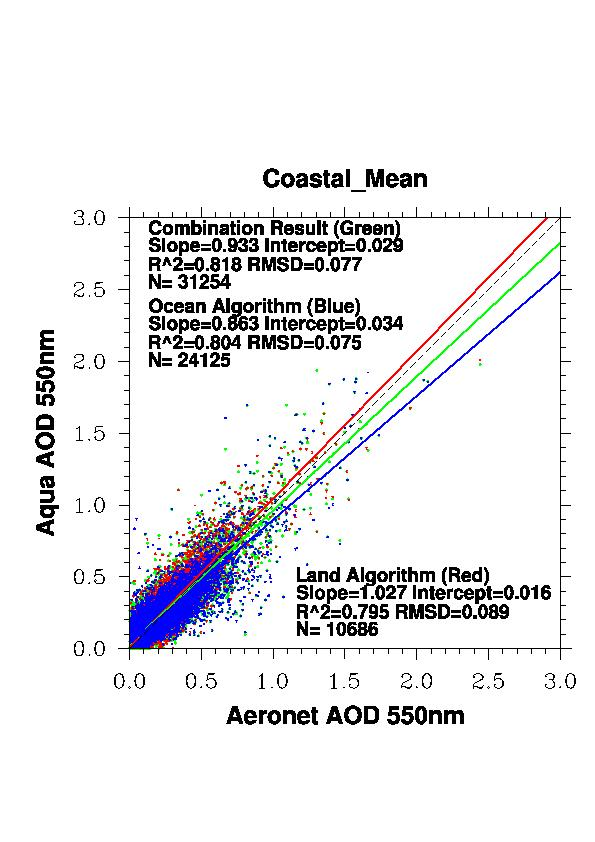 Coastal_Mean
Combination Result (Green)
Slope=0.933 Intercept=0.029
R^2=0.818 RMSD=0.077
N= 31254
Ocean Algorithm (Blue)
Slope=0.863 Intercept=0.034
R^2=0.804 RMSD=0.075
N= 24125
Land Algorithm (Red)
Slope=1.027 Intercept=0.016
R^2=0.795 RMSD=0.089
N= 10686
Aqua AOD 550nm
3.0
2.5
2.0
1.5
1.0
0.5
0.0
0.0 0.5 1.0 1.5 2.0 2.5 3.0
Aeronet AOD 550nm